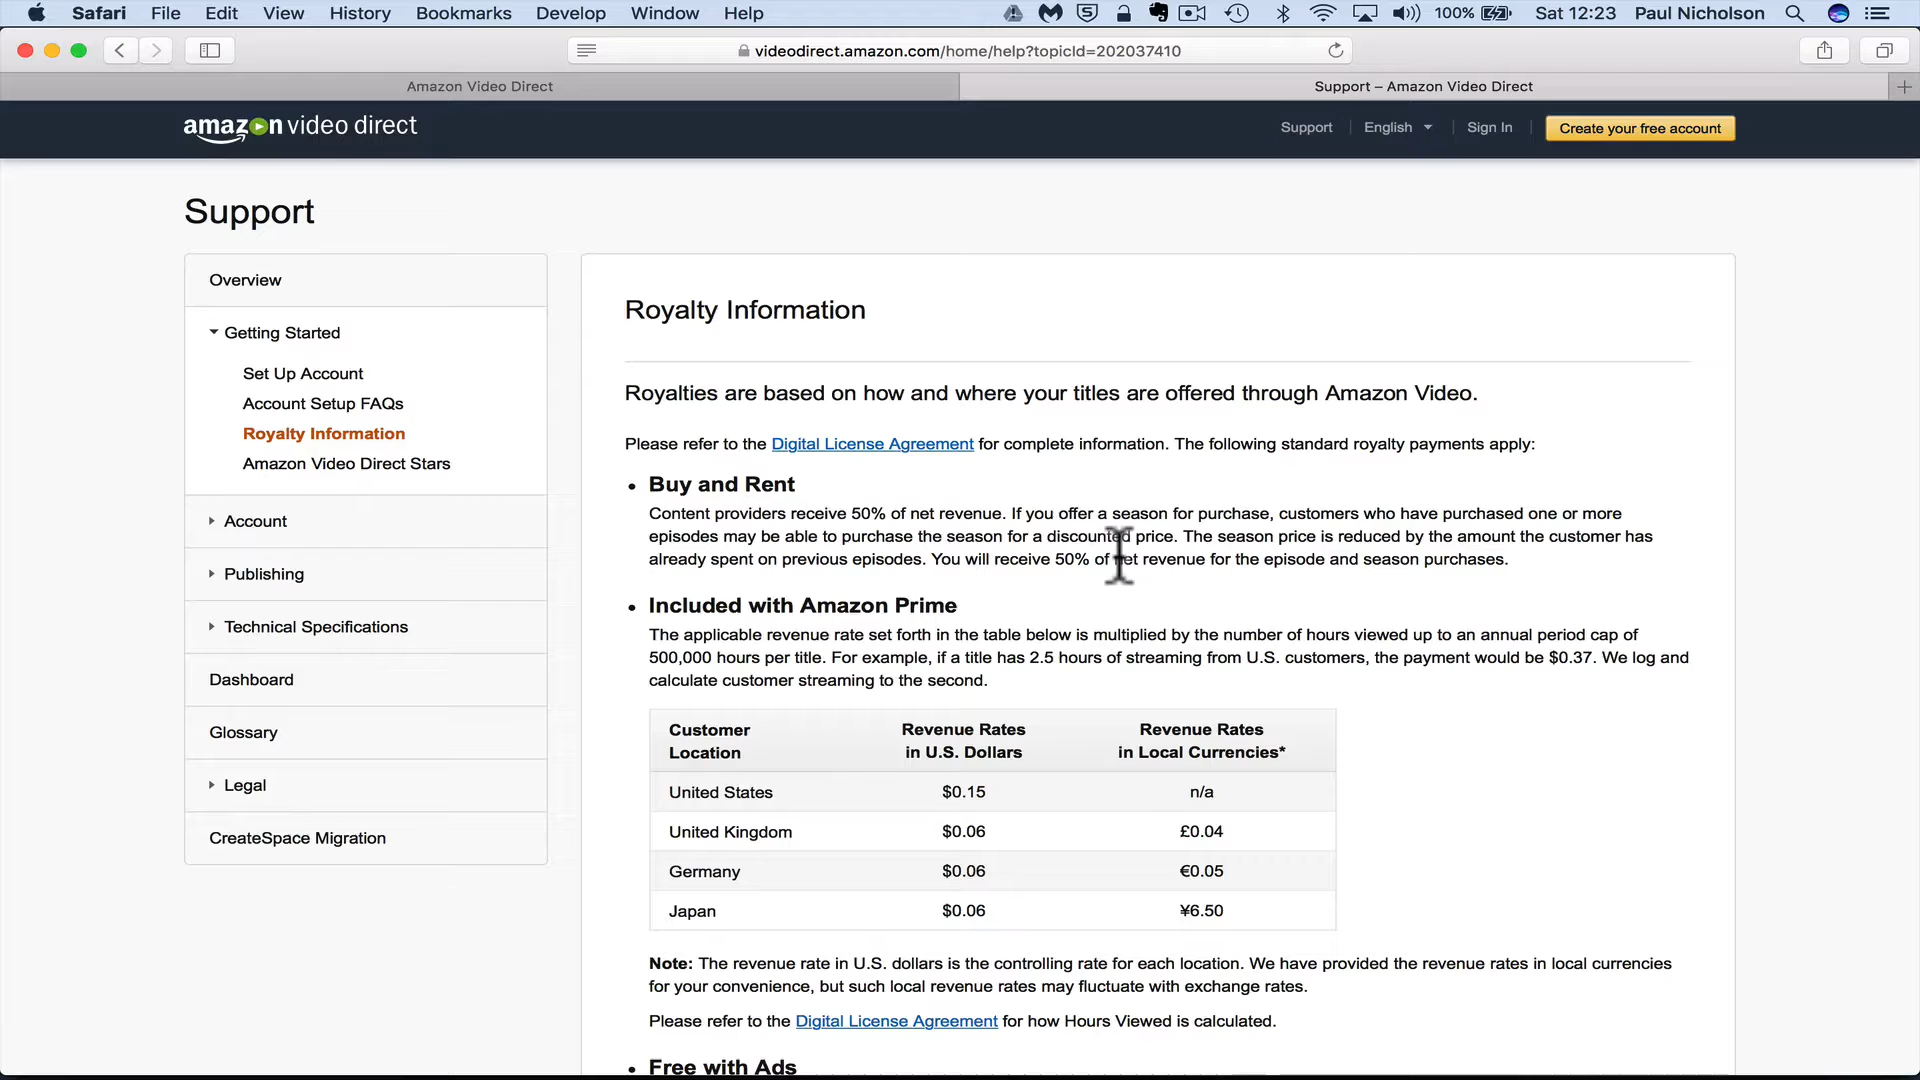 Safari File Edit View History Bookmarks Develop Window Help 100% Sat 12:23 Paul Nicholson
videodirect.amazon.com/home/help?topicId=202037410
Amazon Video Direct Support – Amazon Video Direct
amazon video direct Support English Sign In Create your free account
Support
Overview
Getting Started
Set Up Account
Account Setup FAQs
Royalty Information
Amazon Video Direct Stars
Account
Publishing
Technical Specifications
Dashboard
Glossary
Legal
CreateSpace Migration
Royalty Information
Royalties are based on how and where your titles are offered through Amazon Video.
Please refer to the Digital License Agreement for complete information. The following standard royalty payments apply:
• Buy and Rent
Content providers receive 50% of net revenue. If you offer a season for purchase, customers who have purchased one or more
episodes may be able to purchase the season for a discounted price. The season price is reduced by the amount the customer has
already spent on previous episodes. You will receive 50% of net revenue for the episode and season purchases.
• Included with Amazon Prime
The applicable revenue rate set forth in the table below is multiplied by the number of hours viewed up to an annual period cap of
500,000 hours per title. For example, if a title has 2.5 hours of streaming from U.S. customers, the payment would be $0.37. We log and
calculate customer streaming to the second.
Customer Revenue Rates Revenue Rates
Location in U.S. Dollars in Local Currencies*
United States $0.15 n/a
United Kingdom $0.06 £0.04
Germany $0.06 €0.05
Japan $0.06 ¥6.50
Note: The revenue rate in U.S. dollars is the controlling rate for each location. We have provided the revenue rates in local currencies
for your convenience, but such local revenue rates may fluctuate with exchange rates.
Please refer to the Digital License Agreement for how Hours Viewed is calculated.
• Free with Ads